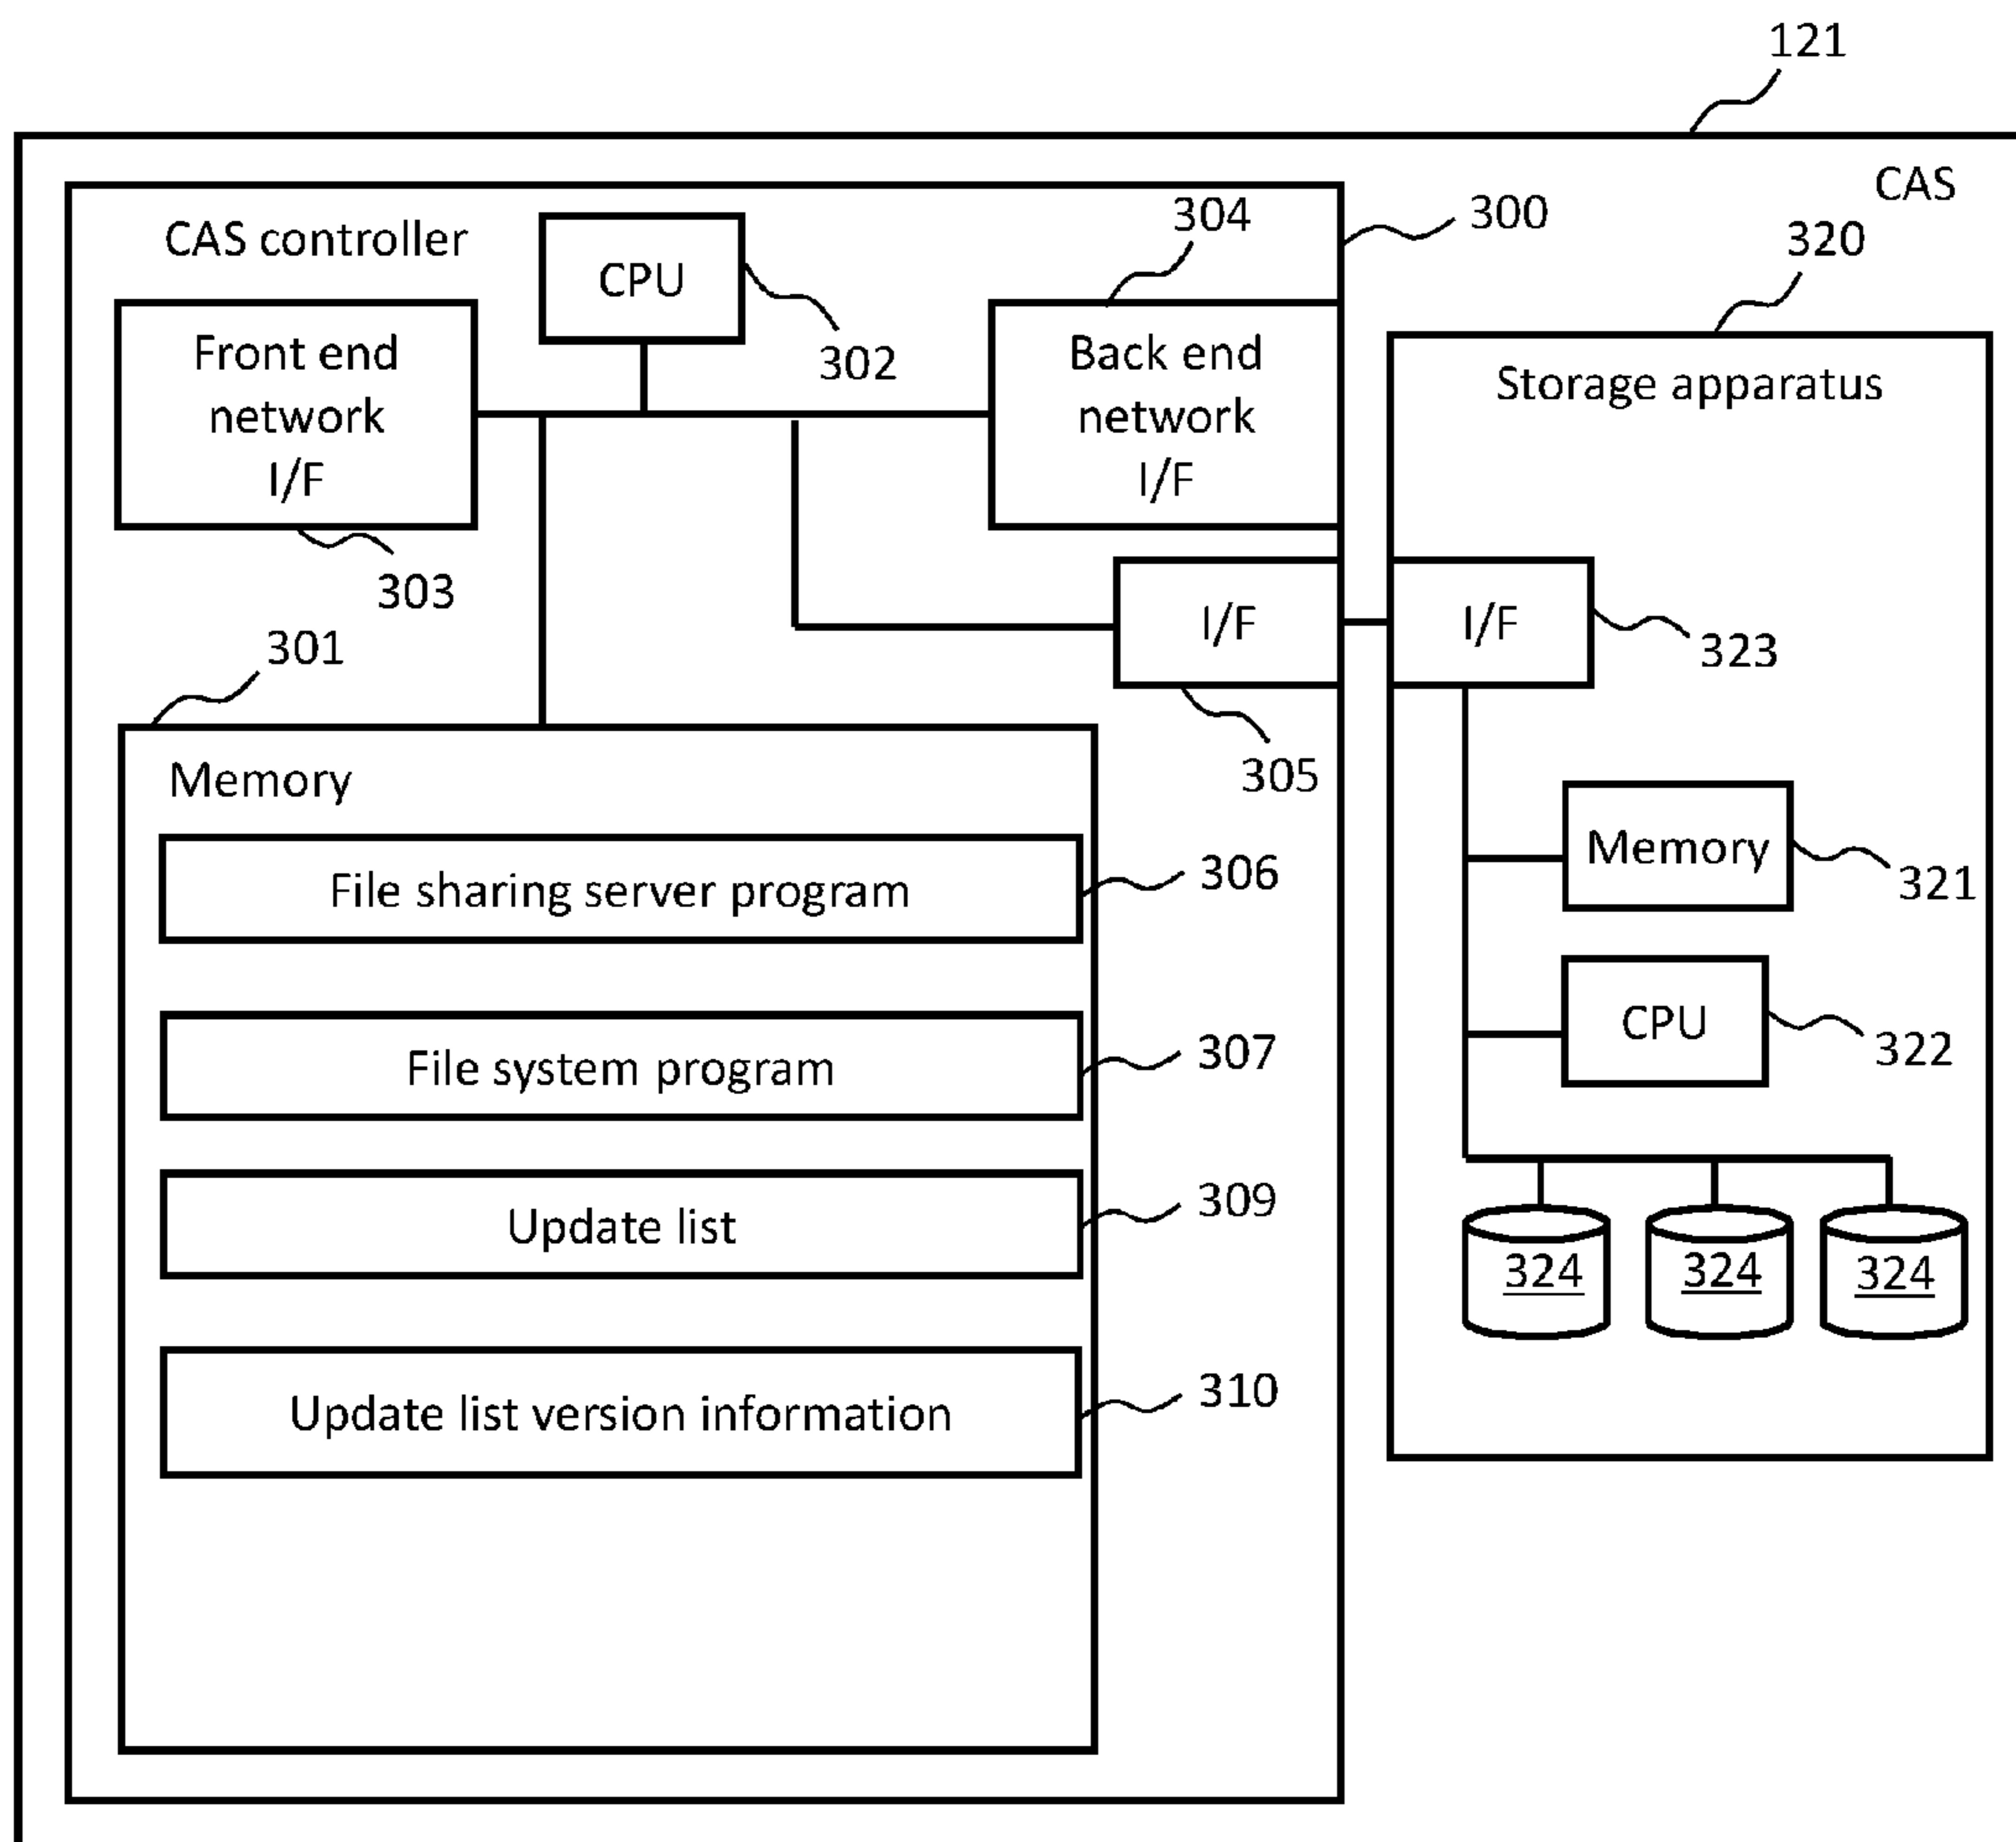 121
CAS
CAS controller
CPU
302
304
300
320
Front end
network
I/F
303
Back end
network
I/F
Storage apparatus
I/F
305
I/F
323
301
Memory
File sharing server program
306
File system program
307
Update list
309
Update list version information
310
Memory
321
CPU
322
324
324
324